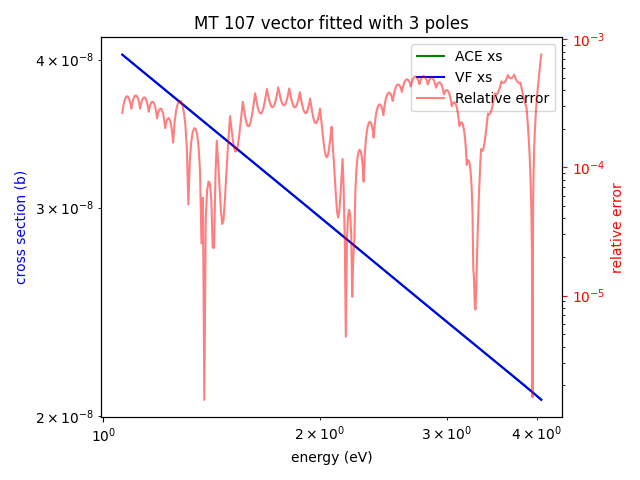 MT 107 vector fitted with 3 poles
ACE xs
VF xs
Relative error
cross section (b)
4 × 10⁻⁸
3 × 10⁻⁸
2 × 10⁻⁸
10⁻³
10⁻⁴
10⁻⁵
relative error
10⁰
2 × 10⁰
3 × 10⁰
4 × 10⁰
energy (eV)